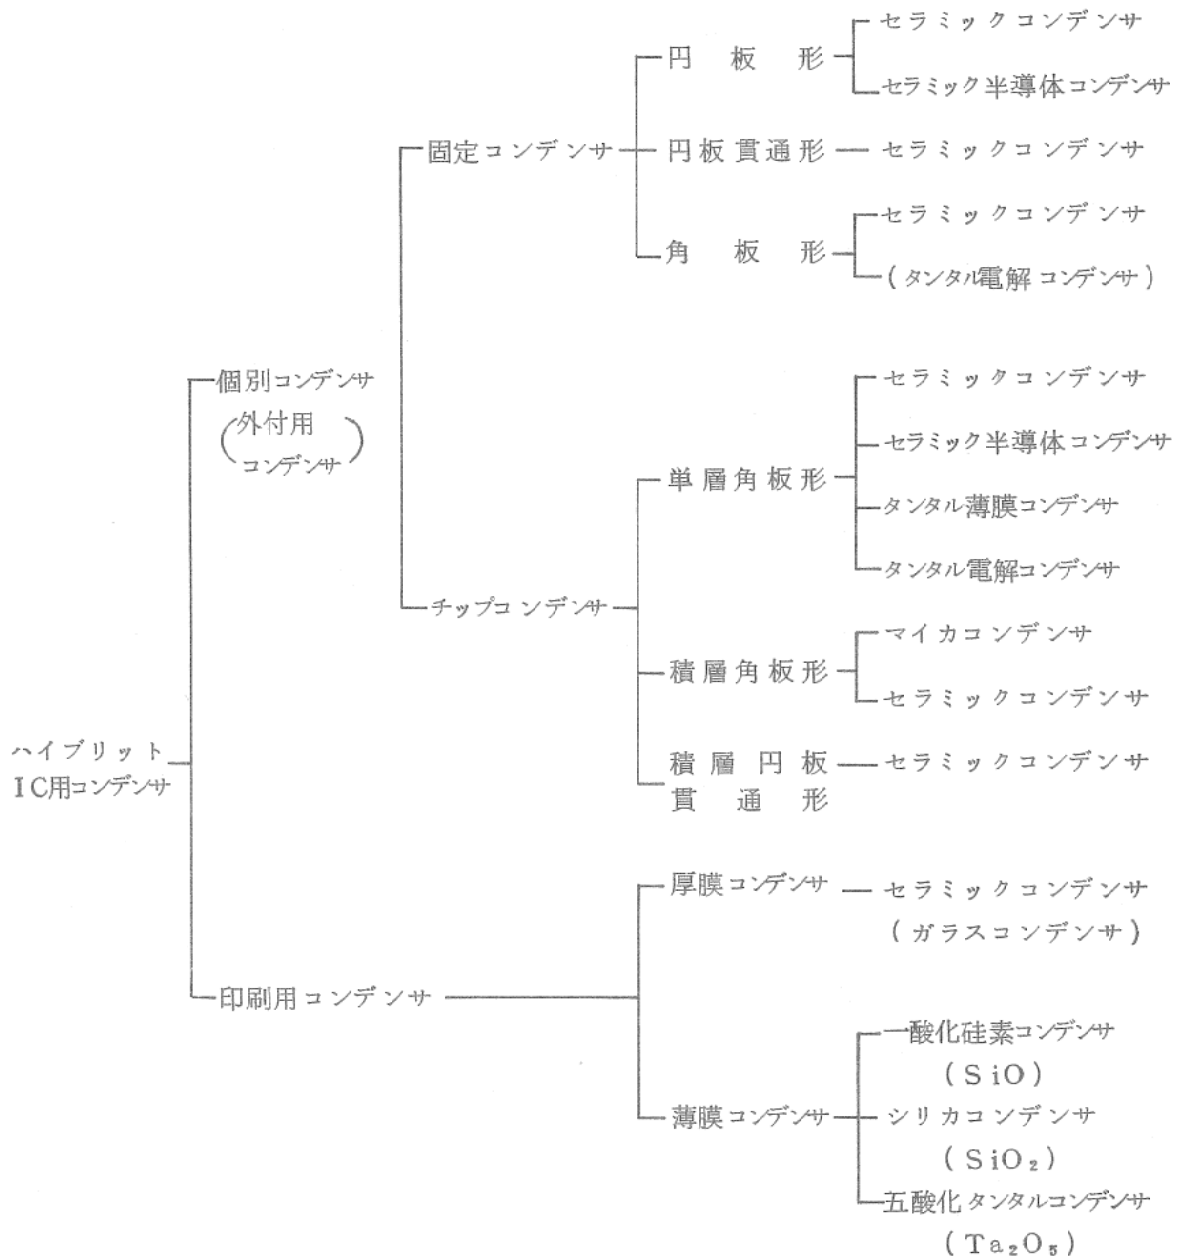 セラミックコンデンサ
円板形
セラミック半導体コンデンサ
固定コンデンサ
円板貫通形
セラミックコンデンサ
セラミックコンデンサ
角板形
(タンタル電解コンデンサ)
個別コンデンサ
(外付用
コンデンサ)
セラミックコンデンサ
セラミック半導体コンデンサ
単層角板形
タンタル薄膜コンデンサ
タンタル電解コンデンサ
チップコンデンサ
マイカコンデンサ
積層角板形
セラミックコンデンサ
ハイブリット
IC用コンデンサ
積層円板
貫通形
セラミックコンデンサ
厚膜コンデンサ
セラミックコンデンサ
(ガラスコンデンサ)
印刷用コンデンサ
一酸化硅素コンデンサ
(SiO)
薄膜コンデンサ
シリカコンデンサ
(SiO₂)
五酸化タンタルコンデンサ
(Ta₂O₅)